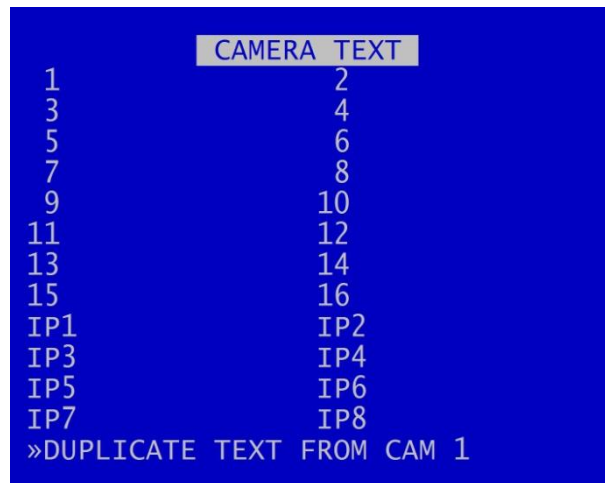 CAMERA TEXT
1 2
3 4
5 6
7 8
9 10
11 12
13 14
15 16
IP1 IP2
IP3 IP4
IP5 IP6
IP7 IP8
»DUPLICATE TEXT FROM CAM 1